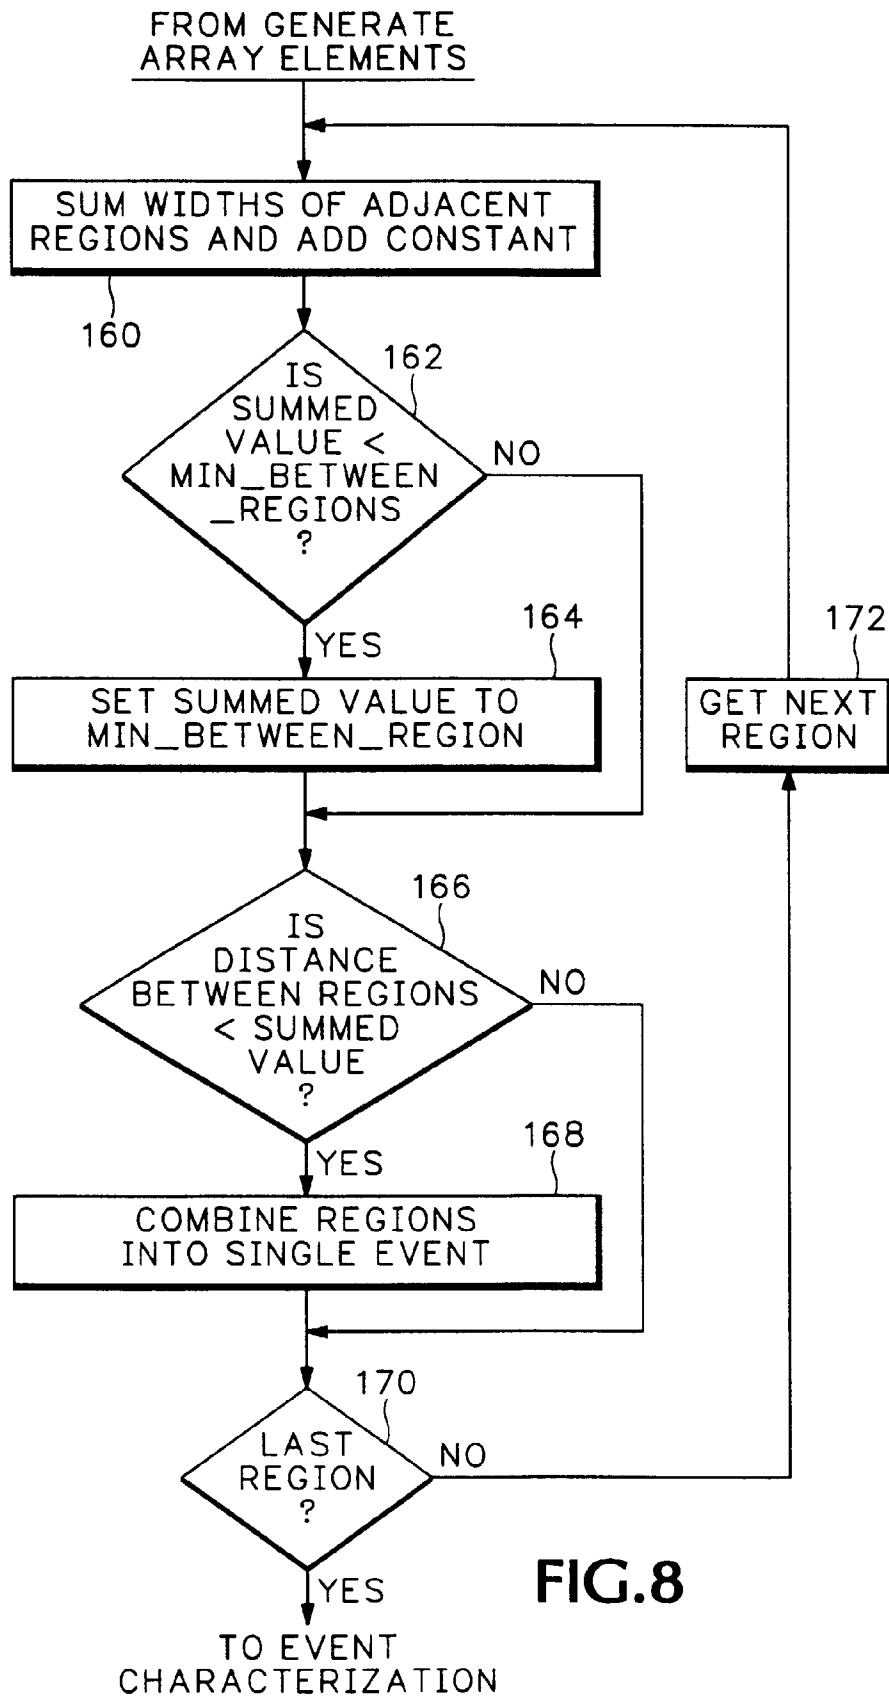 FROM GENERATE
ARRAY ELEMENTS
SUM WIDTHS OF ADJACENT
REGIONS AND ADD CONSTANT
160
162
IS
SUMMED
VALUE <
MIN_BETWEEN
_REGIONS
?
NO
YES
164
SET SUMMED VALUE TO
MIN_BETWEEN_REGION
172
GET NEXT
REGION
166
IS
DISTANCE
BETWEEN REGIONS
< SUMMED
VALUE
?
NO
YES
168
COMBINE REGIONS
INTO SINGLE EVENT
170
LAST
REGION
?
NO
YES
TO EVENT
CHARACTERIZATION
FIG.8